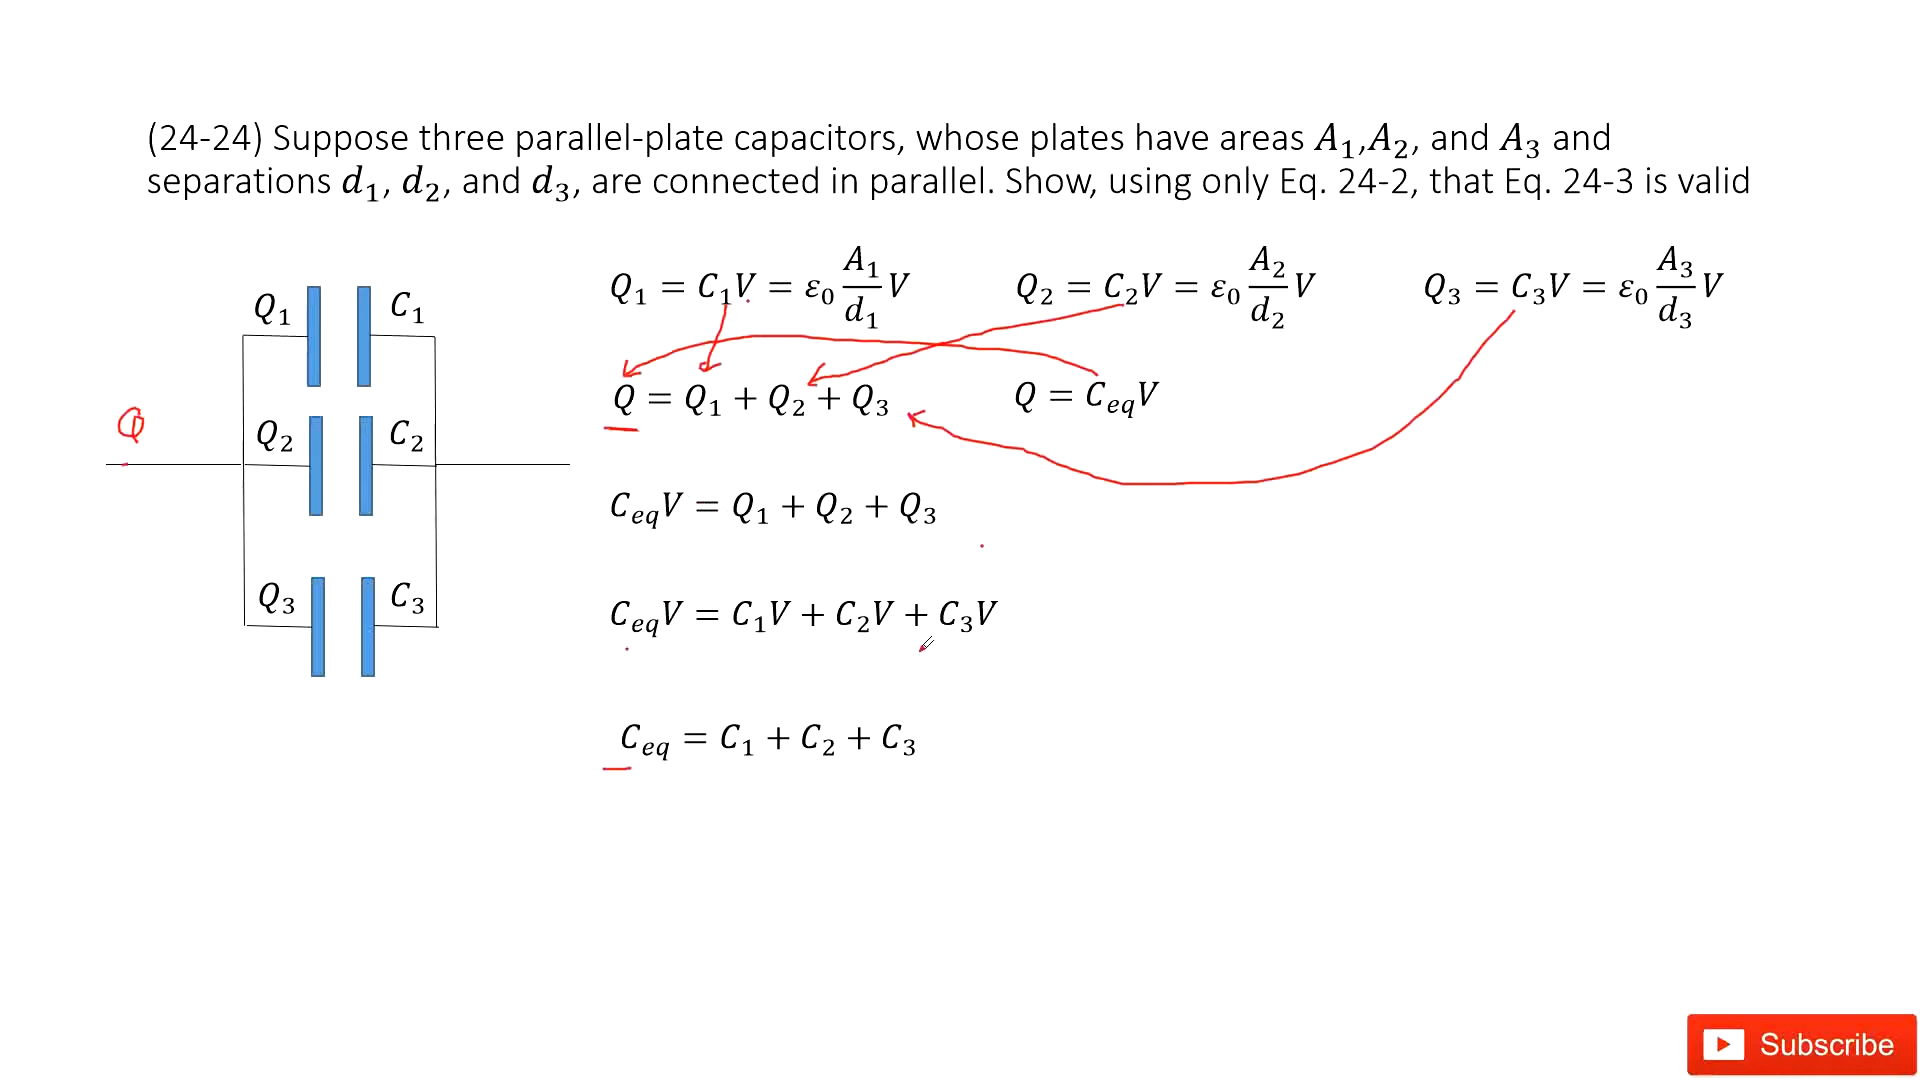 (24-24) Suppose three parallel-plate capacitors, whose plates have areas A₁,A₂, and A₃ and
separations d₁, d₂, and d₃, are connected in parallel. Show, using only Eq. 24-2, that Eq. 24-3 is valid
Q₁ = C₁V = ε₀ A₁/d₁ V
Q₂ = C₂V = ε₀ A₂/d₂ V
Q₃ = C₃V = ε₀ A₃/d₃ V
Q₁ C₁
Q = Q₁ + Q₂ + Q₃
Q = C_eq V
Q
Q₂ C₂
C_eq V = Q₁ + Q₂ + Q₃
Q₃ C₃
C_eq V = C₁V + C₂V + C₃V
C_eq = C₁ + C₂ + C₃
Subscribe